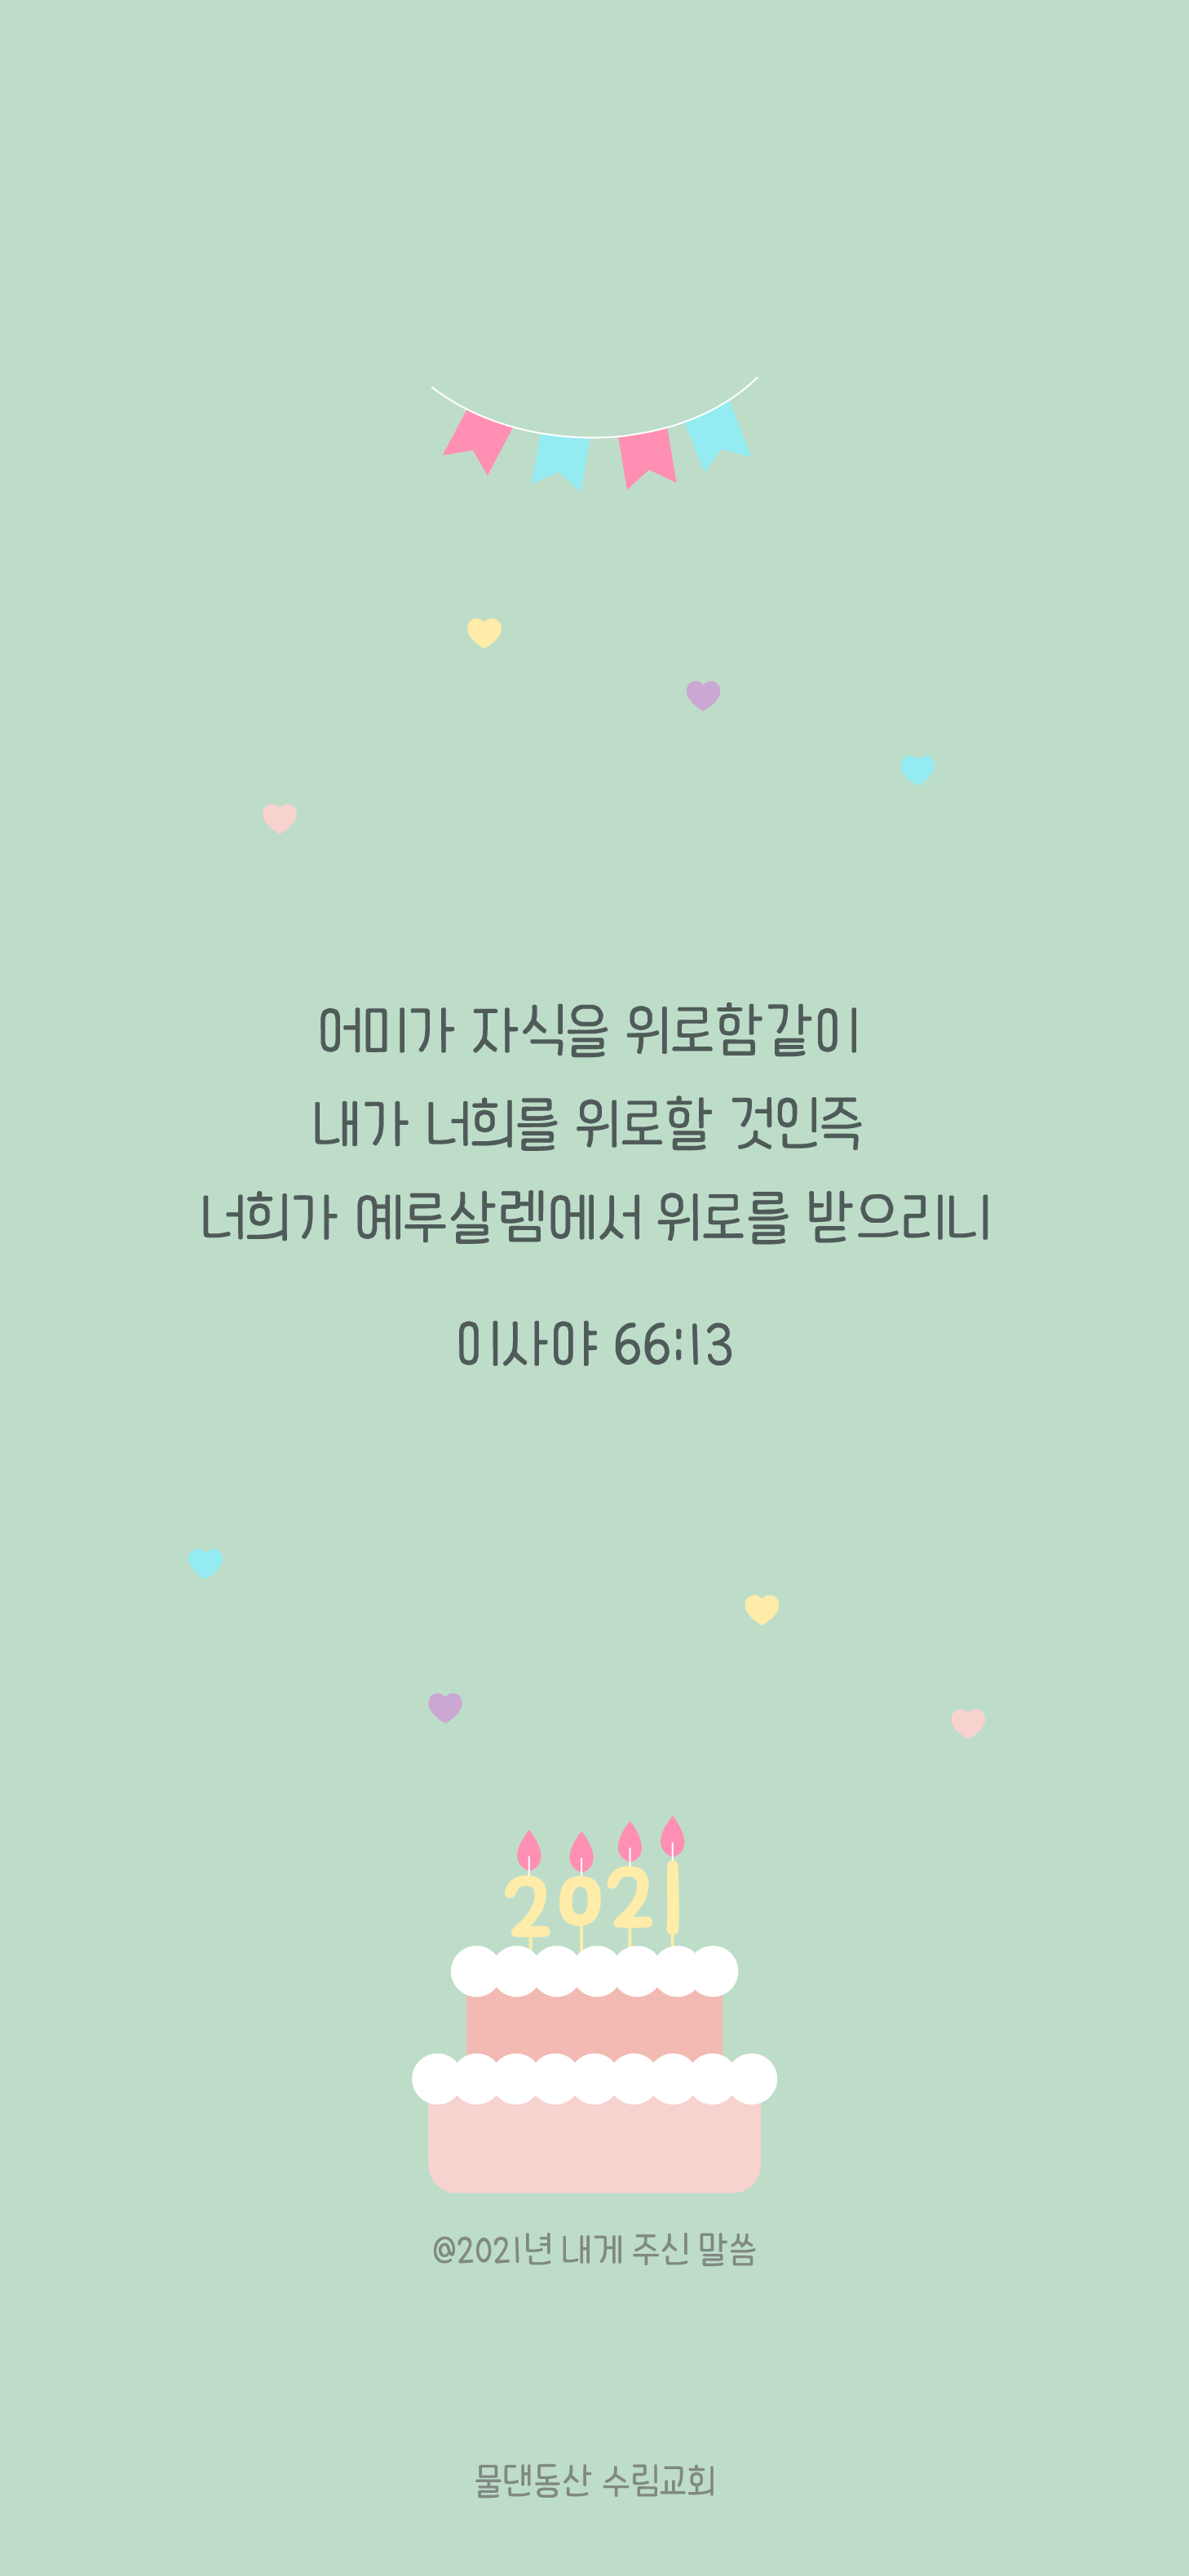 어미가 자식을 위로함같이
내가 너희를 위로할 것인즉
너희가 예루살렘에서 위로를 받으리니
이사야 66:13
2021
@2021년 내게 주신 말씀
물댄동산 수림교회